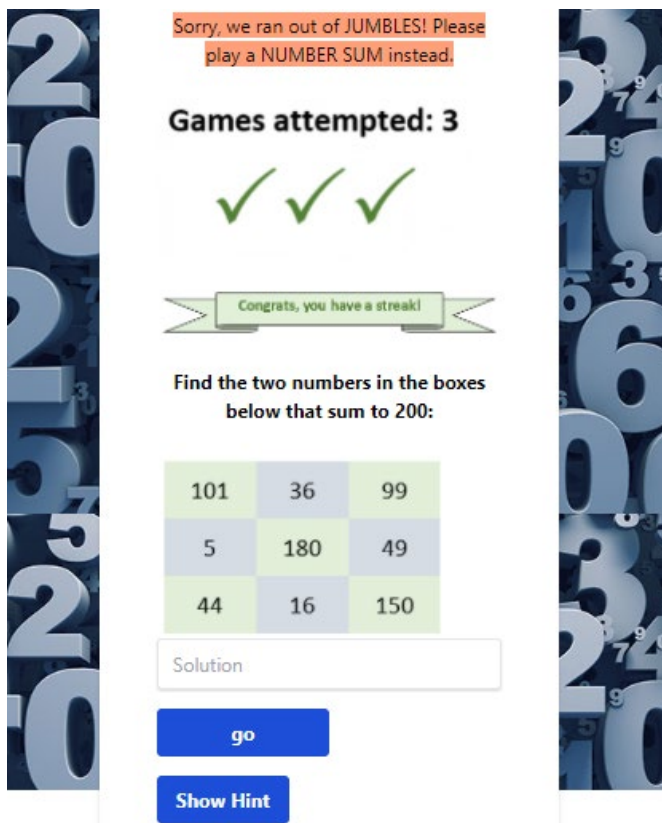 Sorry, we ran out of JUMBLES! Please
play a NUMBER SUM instead.
Games attempted: 3
Congrats, you have a streak!
Find the two numbers in the boxes
below that sum to 200:
101 36 99
5 180 49
44 16 150
Solution
go
Show Hint